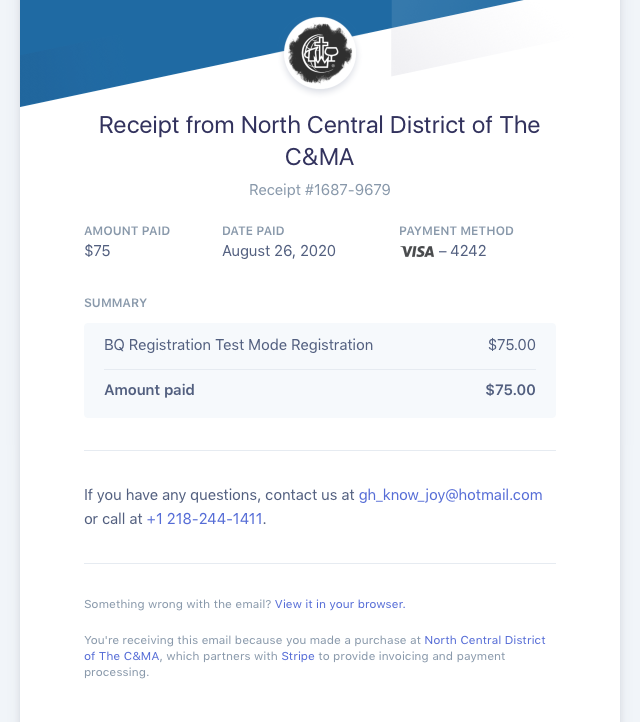 Receipt from North Central District of The
C&MA
Receipt #1687-9679
AMOUNT PAID DATE PAID PAYMENT METHOD
$75 August 26, 2020 VISA – 4242
SUMMARY
BQ Registration Test Mode Registration $75.00
Amount paid $75.00
If you have any questions, contact us at gh_know_joy@hotmail.com
or call at +1 218-244-1411.
Something wrong with the email? View it in your browser.
You're receiving this email because you made a purchase at North Central District
of The C&MA, which partners with Stripe to provide invoicing and payment
processing.